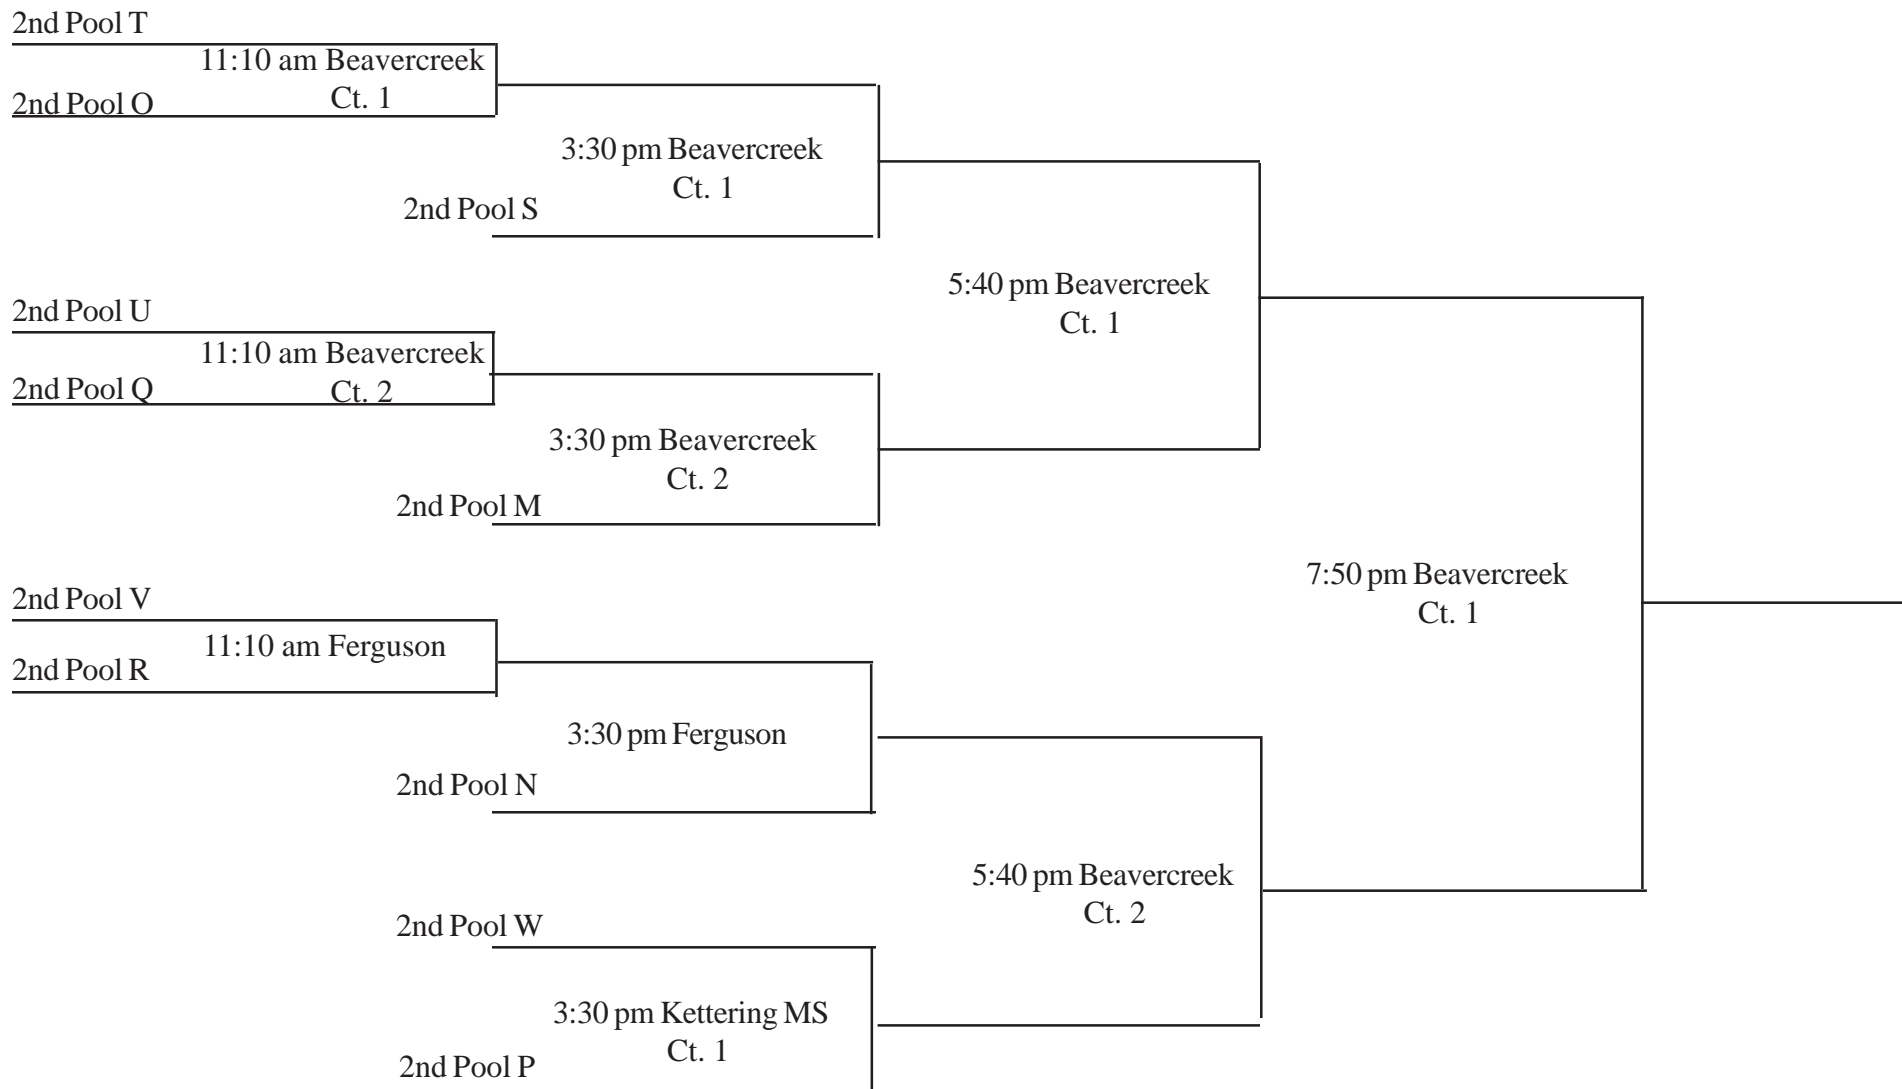 2nd Pool T
11:10 am Beavercreek
Ct. 1
2nd Pool O
3:30 pm Beavercreek
Ct. 1
2nd Pool S
5:40 pm Beavercreek
Ct. 1
2nd Pool U
11:10 am Beavercreek
Ct. 2
2nd Pool Q
3:30 pm Beavercreek
Ct. 2
2nd Pool M
7:50 pm Beavercreek
Ct. 1
2nd Pool V
11:10 am Ferguson
2nd Pool R
3:30 pm Ferguson
2nd Pool N
5:40 pm Beavercreek
Ct. 2
2nd Pool W
3:30 pm Kettering MS
Ct. 1
2nd Pool P